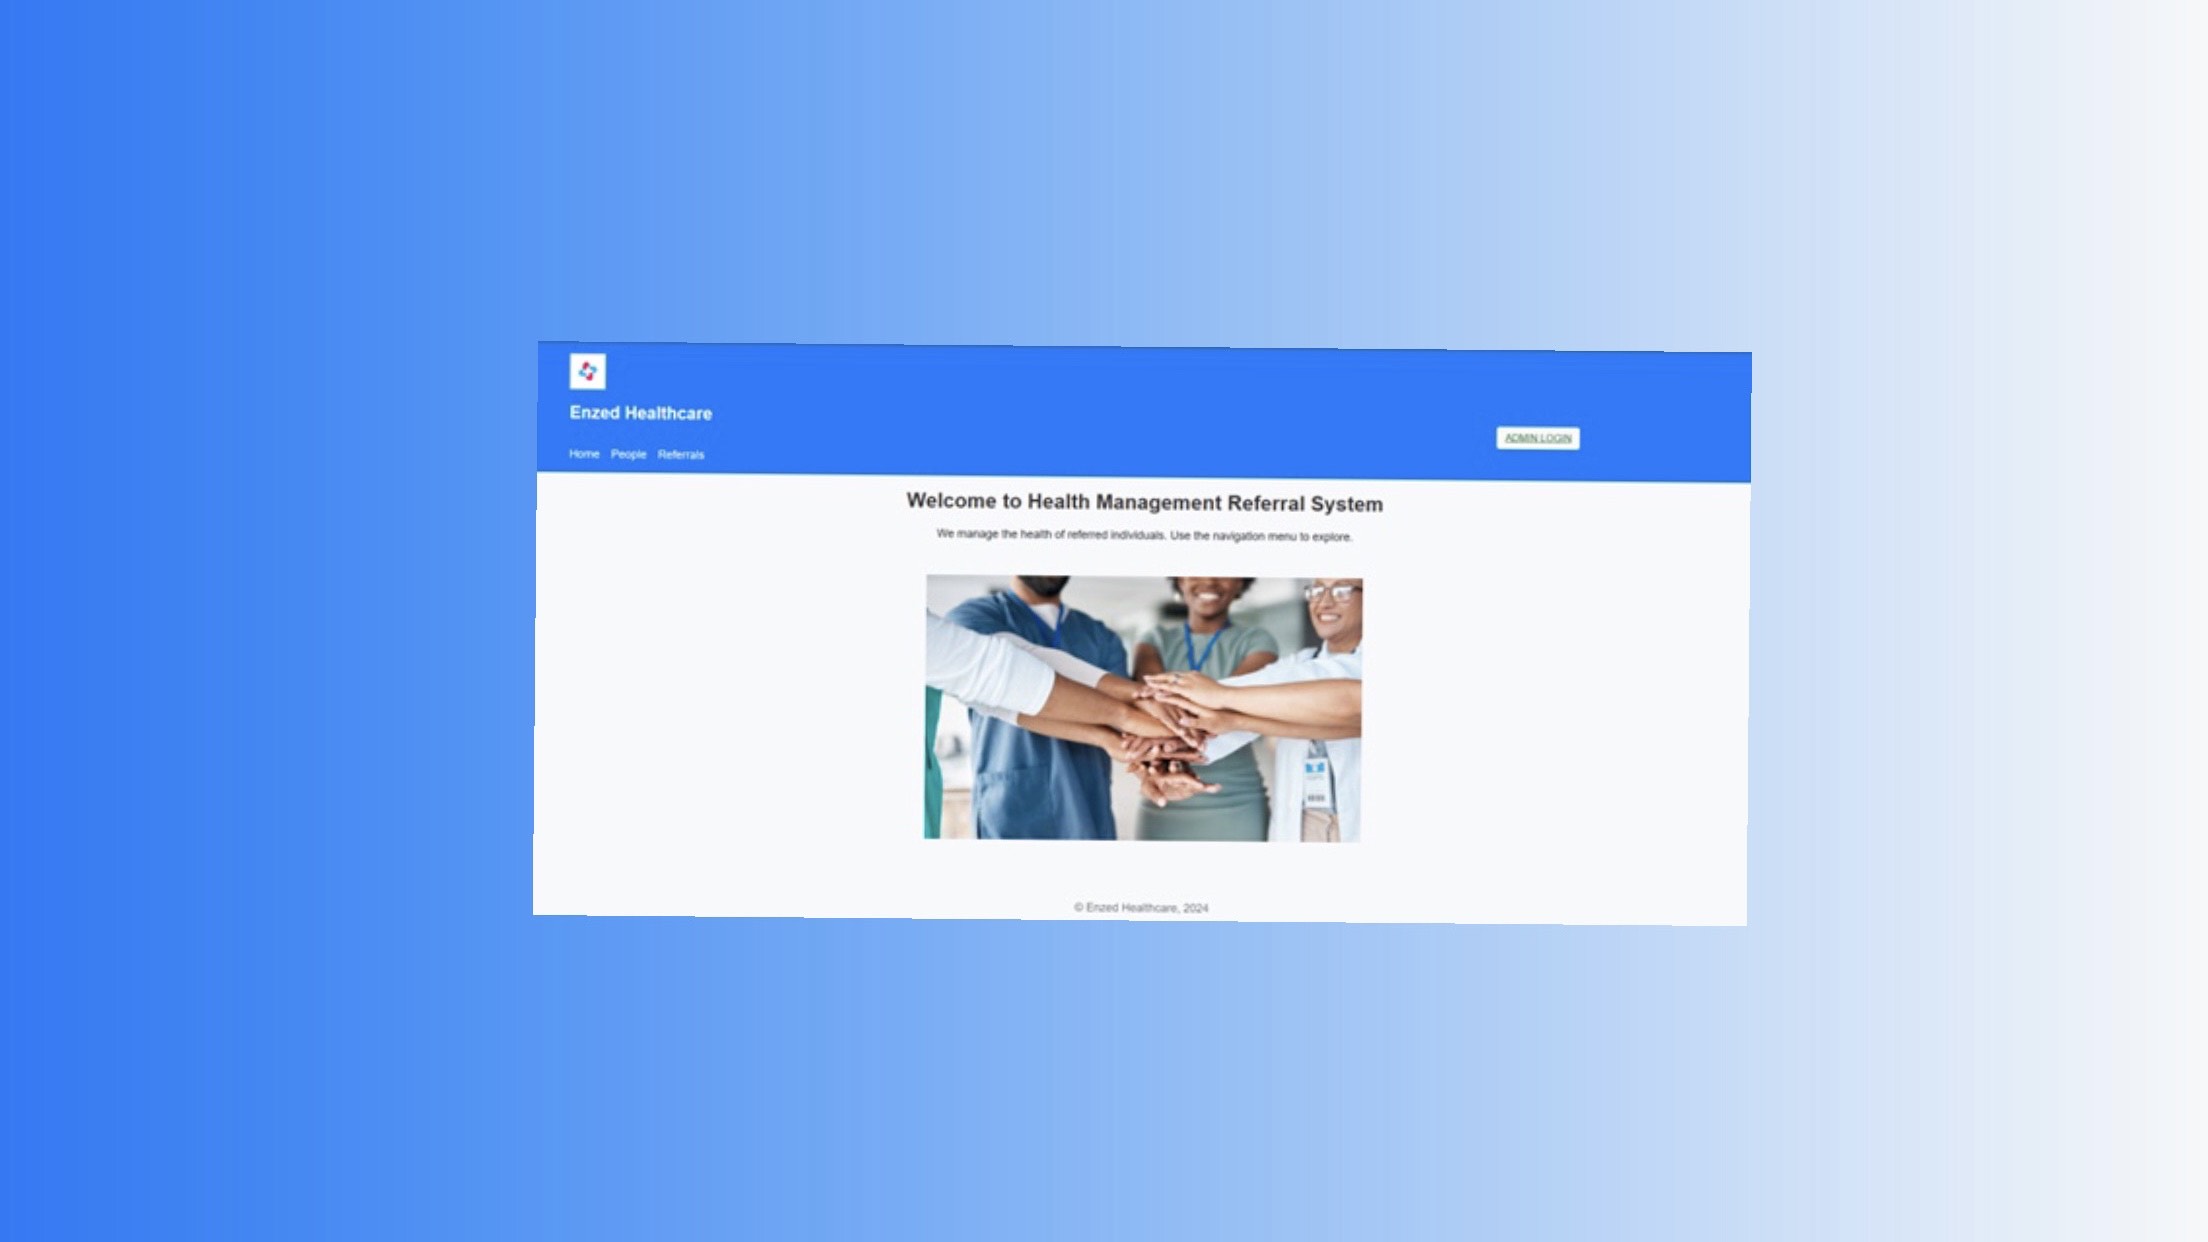 Enzed Healthcare
ADMIN LOGIN
Home People Referrals
Welcome to Health Management Referral System
We manage the health of referred individuals. Use the navigation menu to explore.
© Enzed Healthcare, 2024